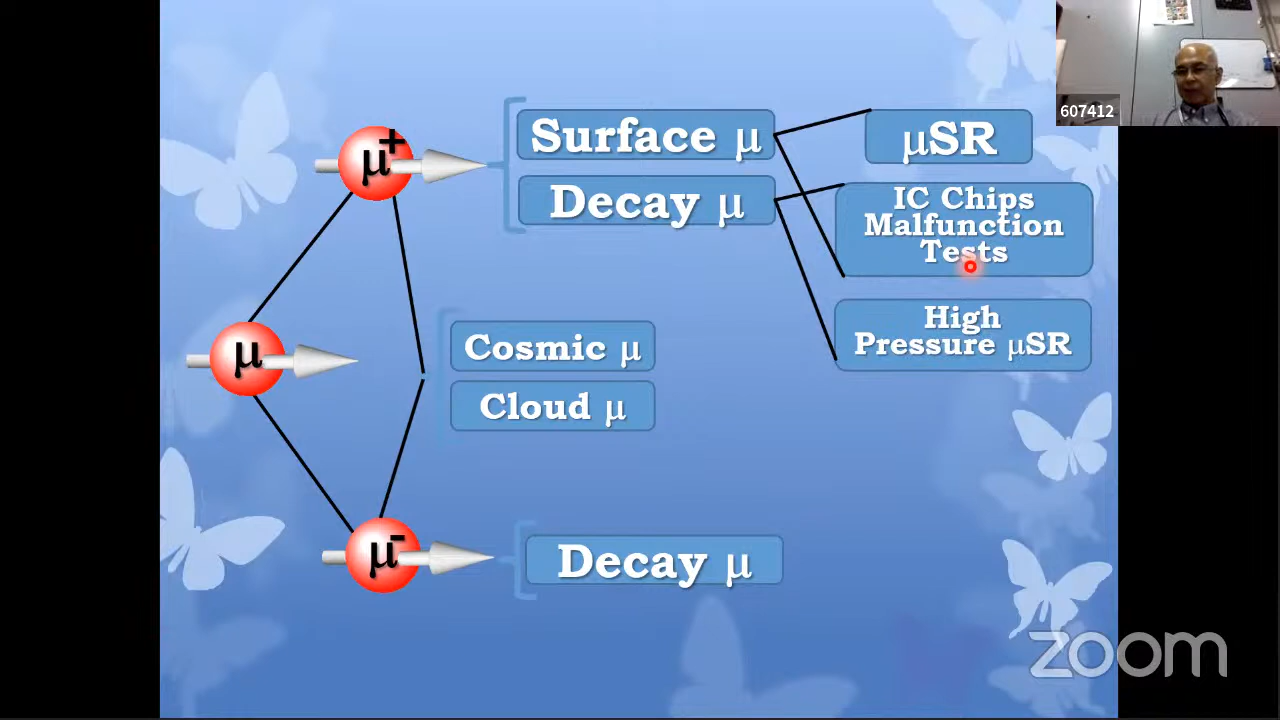 607412
μ+
Surface μ
Decay μ
μSR
IC Chips
Malfunction
Tests
High
Pressure μSR
μ
Cosmic μ
Cloud μ
μ-
Decay μ
zoom